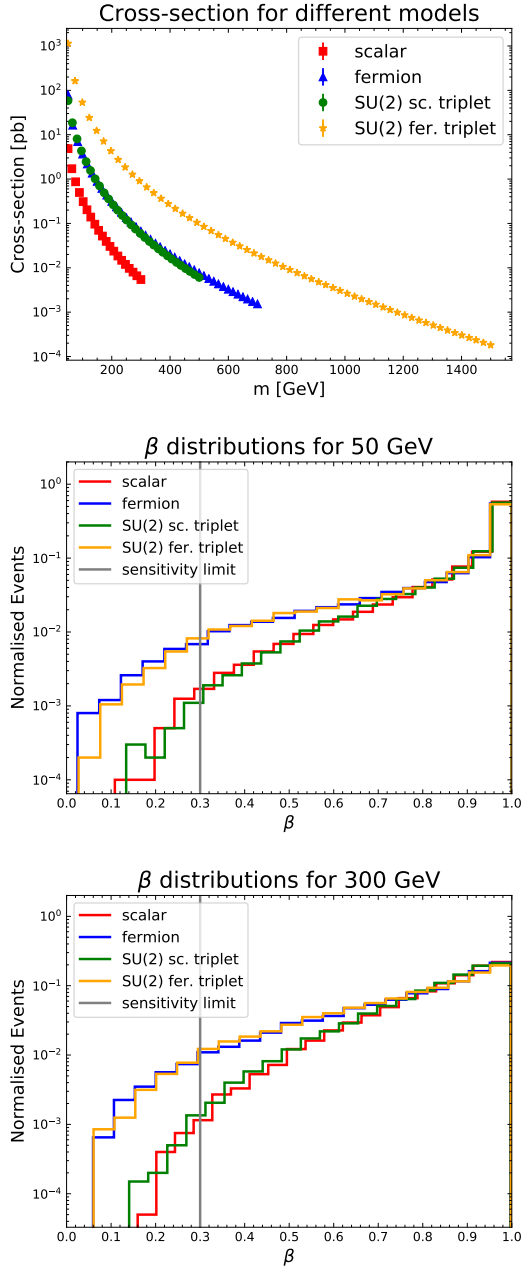 Cross-section for different models
Cross-section [pb]
10³
10²
10¹
10⁰
10⁻¹
10⁻²
10⁻³
10⁻⁴
scalar
fermion
SU(2) sc. triplet
SU(2) fer. triplet
200 400 600 800 1000 1200 1400
m [GeV]
β distributions for 50 GeV
Normalised Events
10⁰
10⁻¹
10⁻²
10⁻³
10⁻⁴
scalar
fermion
SU(2) sc. triplet
SU(2) fer. triplet
sensitivity limit
0.0 0.1 0.2 0.3 0.4 0.5 0.6 0.7 0.8 0.9 1.0
β
β distributions for 300 GeV
Normalised Events
10⁰
10⁻¹
10⁻²
10⁻³
10⁻⁴
scalar
fermion
SU(2) sc. triplet
SU(2) fer. triplet
sensitivity limit
0.0 0.1 0.2 0.3 0.4 0.5 0.6 0.7 0.8 0.9 1.0
β